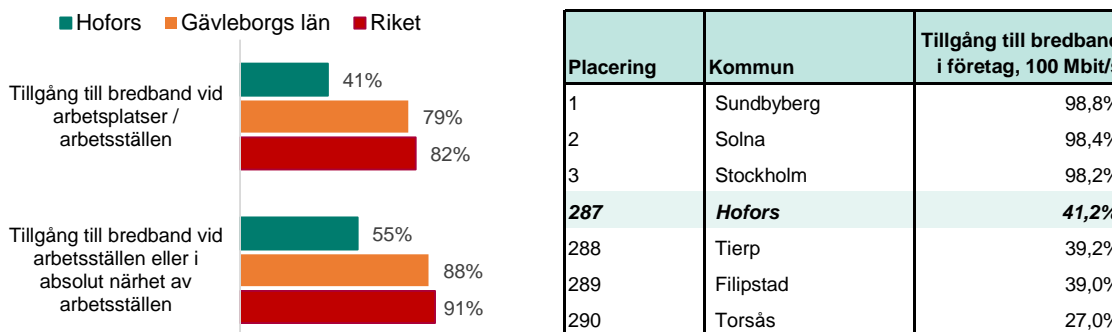 Hofors Gävleborgs län Riket
Tillgång till bredband vid
arbetsplatser /
arbetsställen
41%
79%
82%
Tillgång till bredband vid
arbetsställen eller i
absolut närhet av
arbetsställen
55%
88%
91%
Placering Kommun Tillgång till bredband
i företag, 100 Mbit/s
1 Sundbyberg 98,8%
2 Solna 98,4%
3 Stockholm 98,2%
287 Hofors 41,2%
288 Tierp 39,2%
289 Filipstad 39,0%
290 Torsås 27,0%